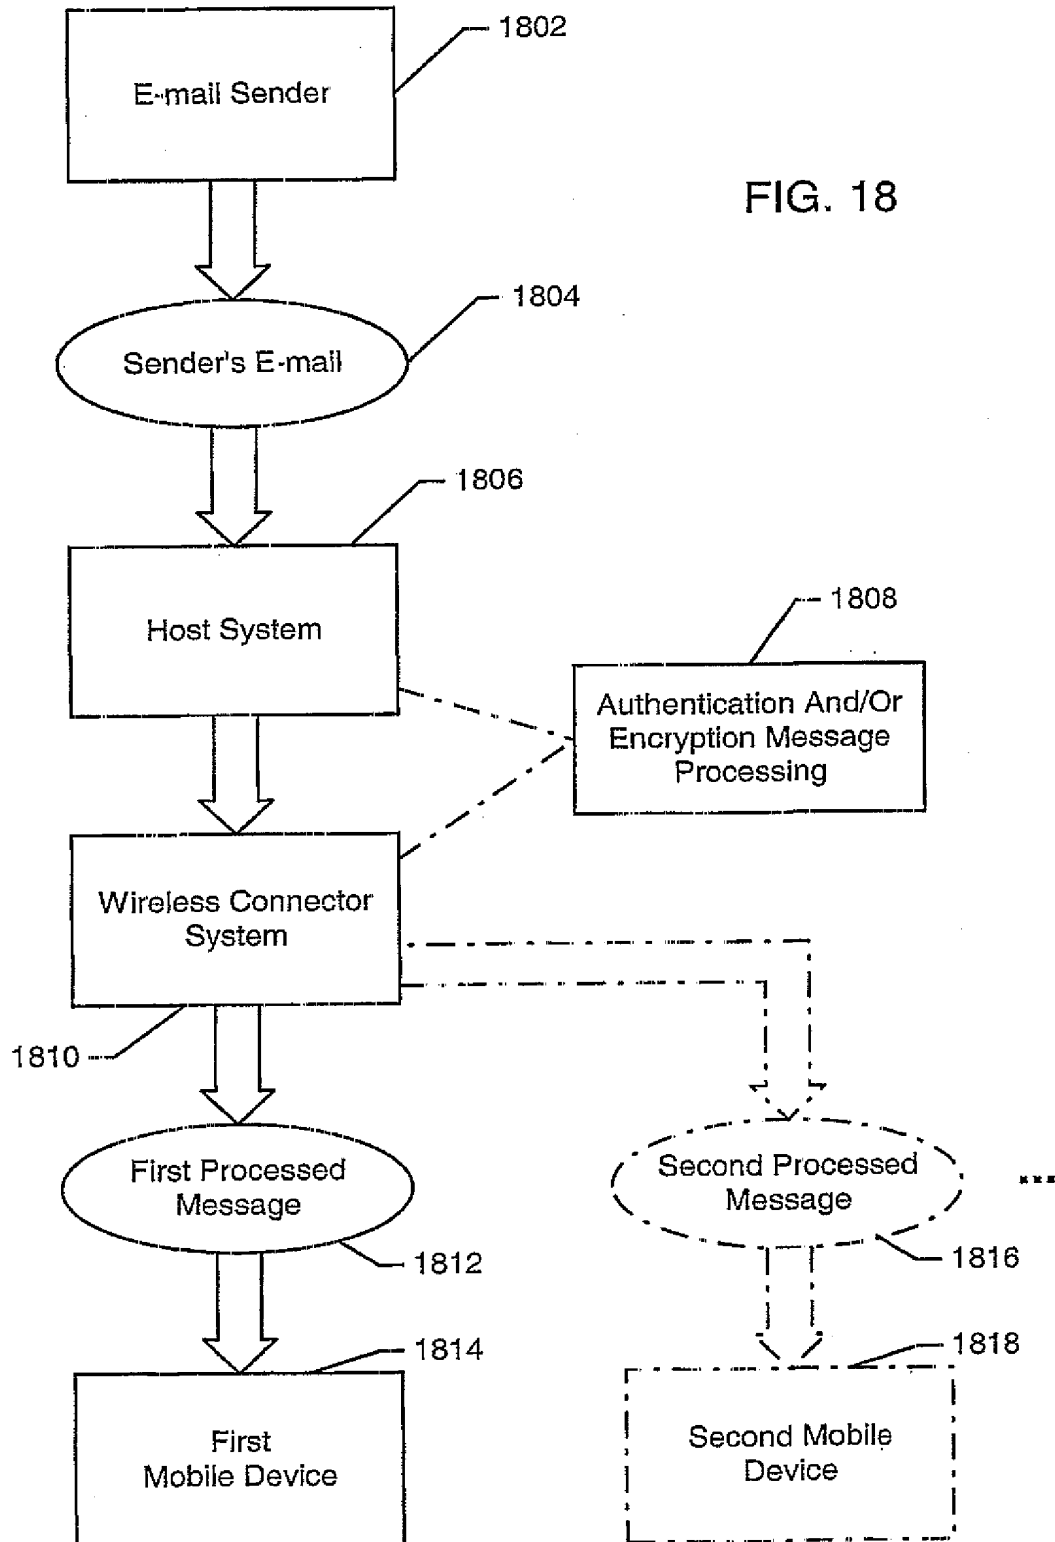 1802
E-mail Sender
FIG. 18
1804
Sender's E-mail
1806
Host System
1808
Authentication And/Or
Encryption Message
Processing
Wireless Connector
System
1810
First Processed
Message
1812
Second Processed
Message
1816
1814
First
Mobile Device
1818
Second Mobile
Device